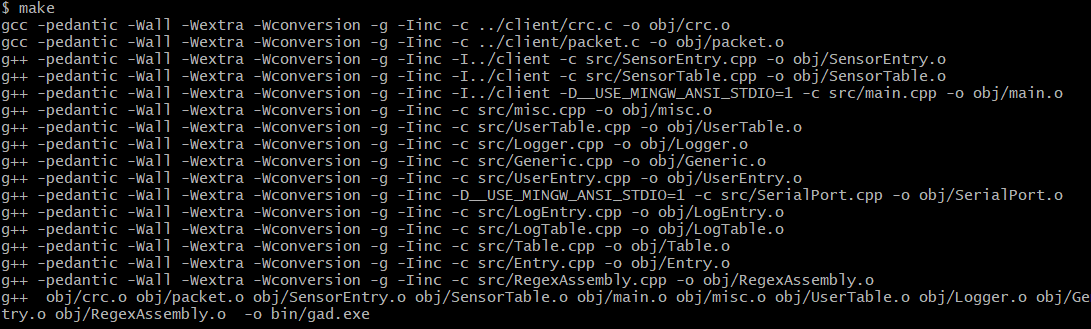 $ make
gcc -pedantic -Wall -Wextra -Wconversion -g -Iinc -c ../client/crc.c -o obj/crc.o
gcc -pedantic -Wall -Wextra -Wconversion -g -Iinc -c ../client/packet.c -o obj/packet.o
g++ -pedantic -Wall -Wextra -Wconversion -g -Iinc -I../client -c src/SensorEntry.cpp -o obj/SensorEntry.o
g++ -pedantic -Wall -Wextra -Wconversion -g -Iinc -I../client -c src/SensorTable.cpp -o obj/SensorTable.o
g++ -pedantic -Wall -Wextra -Wconversion -g -Iinc -I../client -D__USE_MINGW_ANSI_STDIO=1 -c src/main.cpp -o obj/main.o
g++ -pedantic -Wall -Wextra -Wconversion -g -Iinc -c src/misc.cpp -o obj/misc.o
g++ -pedantic -Wall -Wextra -Wconversion -g -Iinc -c src/UserTable.cpp -o obj/UserTable.o
g++ -pedantic -Wall -Wextra -Wconversion -g -Iinc -c src/Logger.cpp -o obj/Logger.o
g++ -pedantic -Wall -Wextra -Wconversion -g -Iinc -c src/Generic.cpp -o obj/Generic.o
g++ -pedantic -Wall -Wextra -Wconversion -g -Iinc -c src/UserEntry.cpp -o obj/UserEntry.o
g++ -pedantic -Wall -Wextra -Wconversion -g -Iinc -D__USE_MINGW_ANSI_STDIO=1 -c src/SerialPort.cpp -o obj/SerialPort.o
g++ -pedantic -Wall -Wextra -Wconversion -g -Iinc -c src/LogEntry.cpp -o obj/LogEntry.o
g++ -pedantic -Wall -Wextra -Wconversion -g -Iinc -c src/LogTable.cpp -o obj/LogTable.o
g++ -pedantic -Wall -Wextra -Wconversion -g -Iinc -c src/Table.cpp -o obj/Table.o
g++ -pedantic -Wall -Wextra -Wconversion -g -Iinc -c src/Entry.cpp -o obj/Entry.o
g++ -pedantic -Wall -Wextra -Wconversion -g -Iinc -c src/RegexAssembly.cpp -o obj/RegexAssembly.o
g++  obj/crc.o obj/packet.o obj/SensorEntry.o obj/SensorTable.o obj/main.o obj/misc.o obj/UserTable.o obj/Logger.o obj/Ge
try.o obj/RegexAssembly.o  -o bin/gad.exe